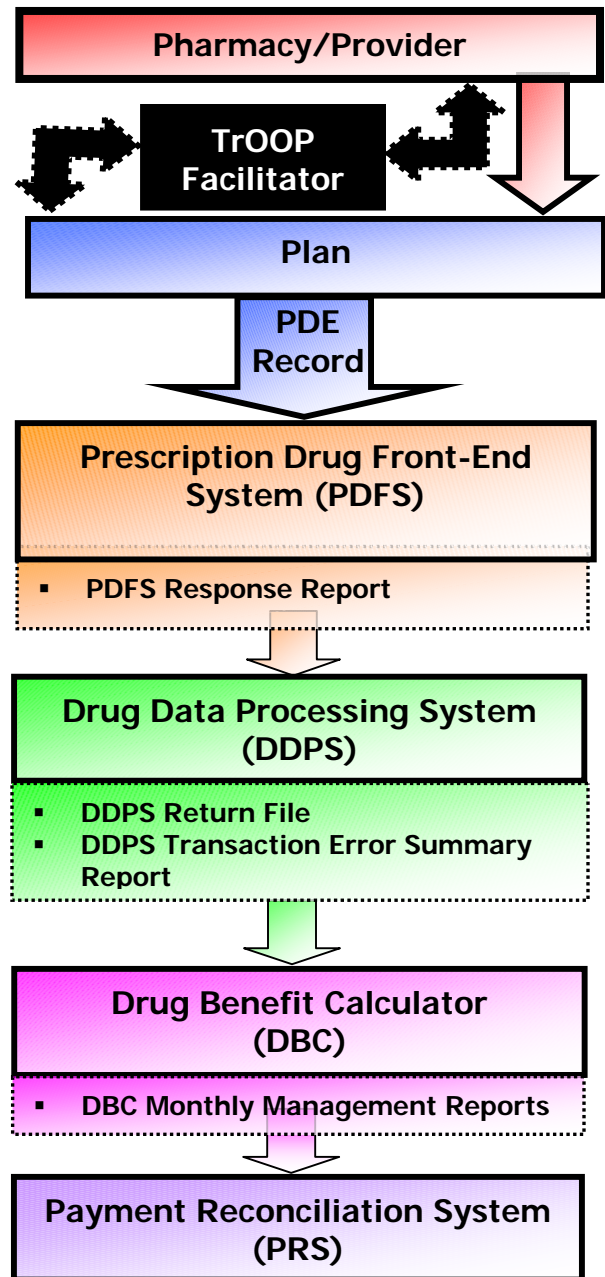 Pharmacy/Provider
TrOOP
Facilitator
Plan
PDE
Record
Prescription Drug Front-End
System (PDFS)
▪ PDFS Response Report
Drug Data Processing System
(DDPS)
▪ DDPS Return File
▪ DDPS Transaction Error Summary
Report
Drug Benefit Calculator
(DBC)
▪ DBC Monthly Management Reports
Payment Reconciliation System
(PRS)